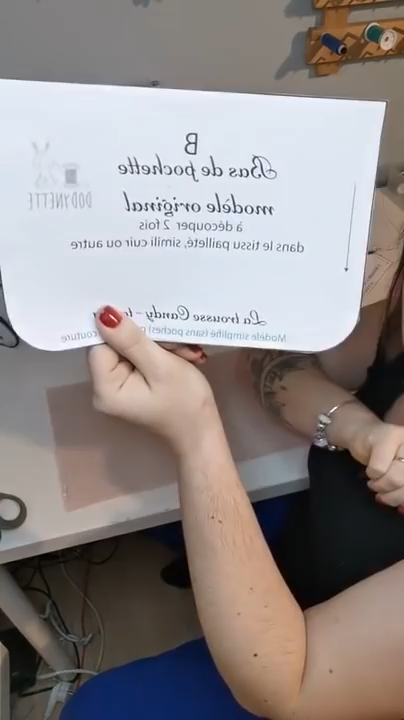 B
Bas de pochette
modèle original
à découper 2 fois
dans le tissu pailleté, simili cuir ou autre
DODYNETTE
La trousse Candy
Modèle simplifié (sans poches
couture